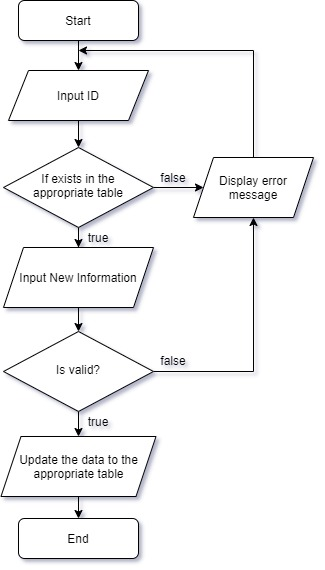 Start
Input ID
If exists in the
appropriate table
false
Display error
message
true
Input New Information
Is valid?
false
true
Update the data to the
appropriate table
End